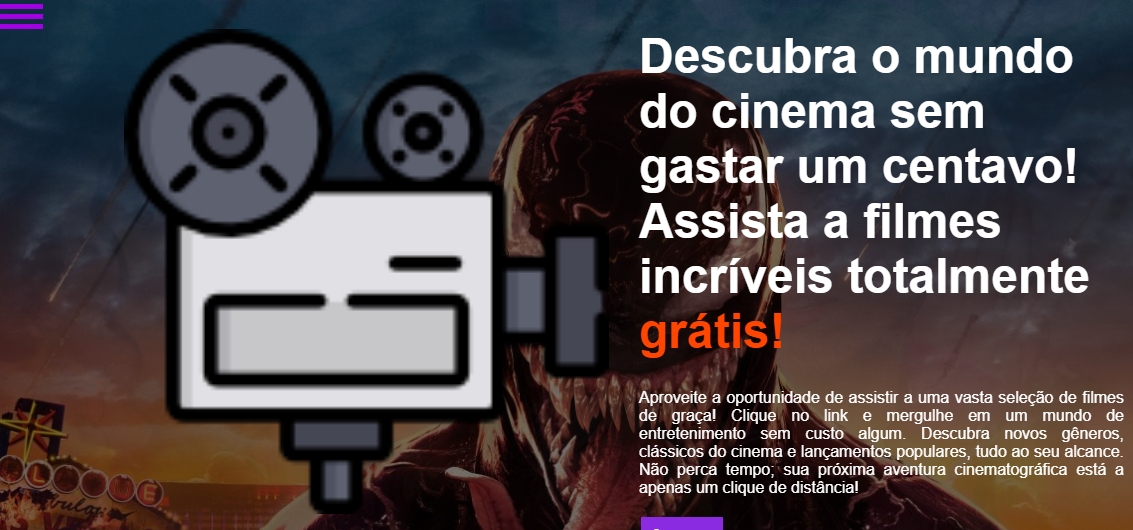 Descubra o mundo
do cinema sem
gastar um centavo!
Assista a filmes
incríveis totalmente
grátis!
Aproveite a oportunidade de assistir a uma vasta seleção de filmes
de graça! Clique no link e mergulhe em um mundo de
entretenimento sem custo algum. Descubra novos gêneros,
clássicos do cinema e lançamentos populares, tudo ao seu alcance.
Não perca tempo; sua próxima aventura cinematográfica está a
apenas um clique de distância!